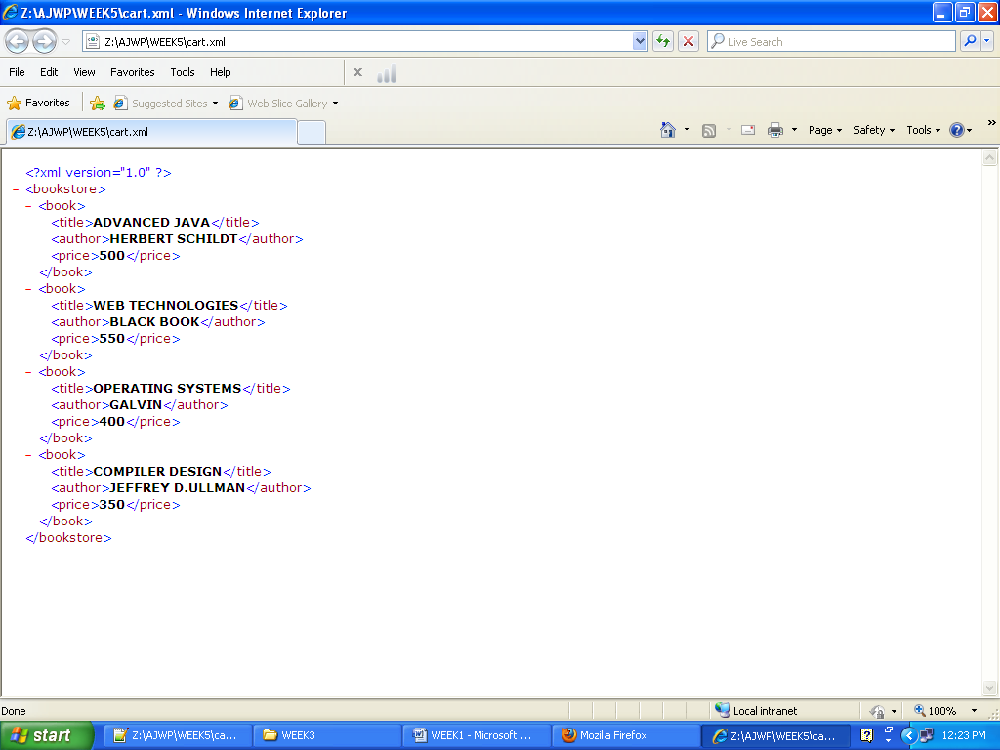 Z:\AJWP\WEEK5\cart.xml - Windows Internet Explorer
Z:\AJWP\WEEK5\cart.xml
Live Search
File Edit View Favorites Tools Help
Favorites Suggested Sites Web Slice Gallery
Z:\AJWP\WEEK5\cart.xml Page Safety Tools
<?xml version="1.0" ?>
- <bookstore>
- <book>
<title>ADVANCED JAVA</title>
<author>HERBERT SCHILDT</author>
<price>500</price>
</book>
- <book>
<title>WEB TECHNOLOGIES</title>
<author>BLACK BOOK</author>
<price>550</price>
</book>
- <book>
<title>OPERATING SYSTEMS</title>
<author>GALVIN</author>
<price>400</price>
</book>
- <book>
<title>COMPILER DESIGN</title>
<author>JEFFREY D.ULLMAN</author>
<price>350</price>
</book>
</bookstore>
Done Local intranet 100%
start Z:\AJWP\WEEK5\ca... WEEK3 WEEK1 - Microsoft ... Mozilla Firefox Z:\AJWP\WEEK5\ca... 12:23 PM